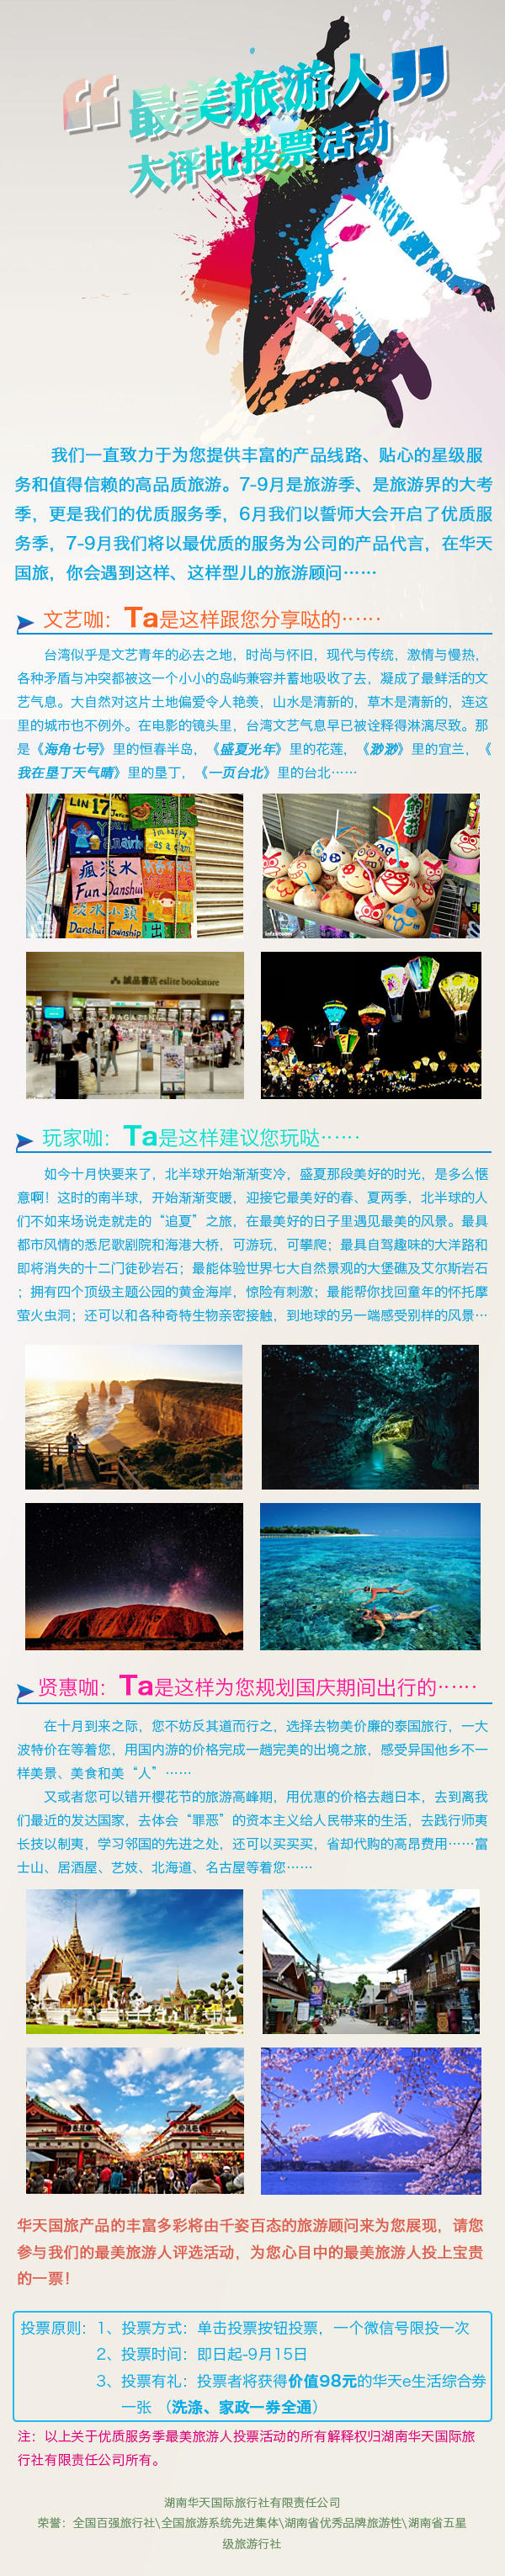 “最美旅游人”
大评比投票活动
我们一直致力于为您提供丰富的产品线路、贴心的星级服
务和值得信赖的高品质旅游。7-9月是旅游季、是旅游界的大考
季，更是我们的优质服务季，6月我们以誓师大会开启了优质服
务季，7-9月我们将以最优质的服务为公司的产品代言，在华天
国旅，你会遇到这样、这样型儿的旅游顾问……
文艺咖：Ta是这样跟您分享哒的……
台湾似乎是文艺青年的必去之地，时尚与怀旧，现代与传统，激情与慢热，
各种矛盾与冲突都被这一个小小的岛屿兼容并蓄地吸收了去，凝成了最鲜活的文
艺气息。大自然对这片土地偏爱令人艳羡，山水是清新的，草木是清新的，连这
里的城市也不例外。在电影的镜头里，台湾文艺气息早已被诠释得淋漓尽致。那
是《海角七号》里的恒春半岛，《盛夏光年》里的花莲，《渺渺》里的宜兰，《
我在垦丁天气晴》里的垦丁，《一页台北》里的台北……
LIN 17
瘋淡水
Fun Danshui
淡水小鎮
Danshui Township
出
誠品書店 eslite bookstore
玩家咖：Ta是这样建议您玩哒……
如今十月快要来了，北半球开始渐渐变冷，盛夏那段美好的时光，是多么惬
意啊！这时的南半球，开始渐渐变暖，迎接它最美好的春、夏两季，北半球的人
们不如来场说走就走的“追夏”之旅，在最美好的日子里遇见最美的风景。最具
都市风情的悉尼歌剧院和海港大桥，可游玩，可攀爬；最具自驾趣味的大洋路和
即将消失的十二门徒砂岩石；最能体验世界七大自然景观的大堡礁及艾尔斯岩石
；拥有四个顶级主题公园的黄金海岸，惊险有刺激；最能帮你找回童年的怀托摩
萤火虫洞；还可以和各种奇特生物亲密接触，到地球的另一端感受别样的风景…
贤惠咖：Ta是这样为您规划国庆期间出行的……
在十月到来之际，您不妨反其道而行之，选择去物美价廉的泰国旅行，一大
波特价在等着您，用国内游的价格完成一趟完美的出境之旅，感受异国他乡不一
样美景、美食和美“人”……
又或者您可以错开樱花节的旅游高峰期，用优惠的价格去趟日本，去到离我
们最近的发达国家，去体会“罪恶”的资本主义给人民带来的生活，去践行师夷
长技以制夷，学习邻国的先进之处，还可以买买买，省却代购的高昂费用……富
士山、居酒屋、艺妓、北海道、名古屋等着您……
华天国旅产品的丰富多彩将由千姿百态的旅游顾问来为您展现，请您
参与我们的最美旅游人评选活动，为您心目中的最美旅游人投上宝贵
的一票！
投票原则：1、投票方式：单击投票按钮投票，一个微信号限投一次
2、投票时间：即日起-9月15日
3、投票有礼：投票者将获得价值98元的华天e生活综合券
一张 （洗涤、家政一券全通）
注：以上关于优质服务季最美旅游人投票活动的所有解释权归湖南华天国际旅
行社有限责任公司所有。
湖南华天国际旅行社有限责任公司
荣誉：全国百强旅行社\全国旅游系统先进集体\湖南省优秀品牌旅游性\湖南省五星
级旅游行社